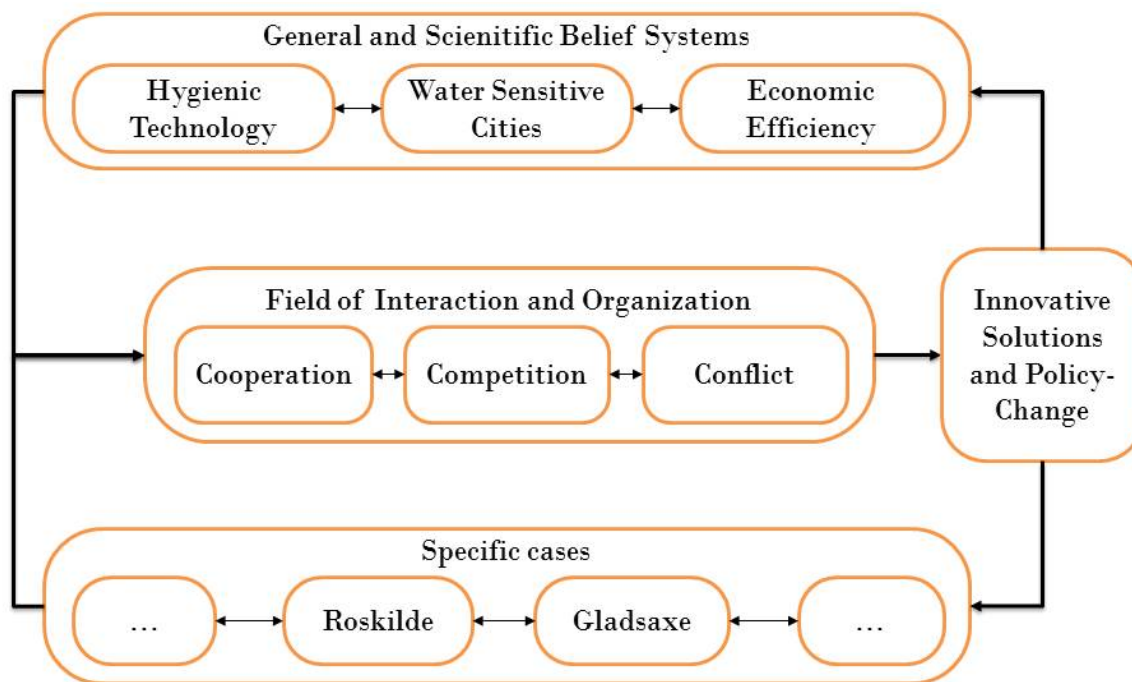 General and Scienitific Belief Systems
Hygienic
Technology
Water Sensitive
Cities
Economic
Efficiency
Field of Interaction and Organization
Cooperation
Competition
Conflict
Innovative
Solutions
and Policy-
Change
Specific cases
...
Roskilde
Gladsaxe
...